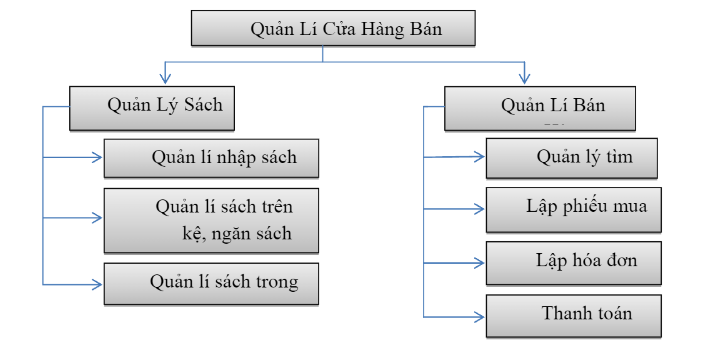 Quản Lí Cửa Hàng Bán
Quản Lý Sách
Quản lí nhập sách
Quản lí sách trên
kệ, ngăn sách
Quản lí sách trong
Quản Lí Bán
Quản lý tìm
Lập phiếu mua
Lập hóa đơn
Thanh toán